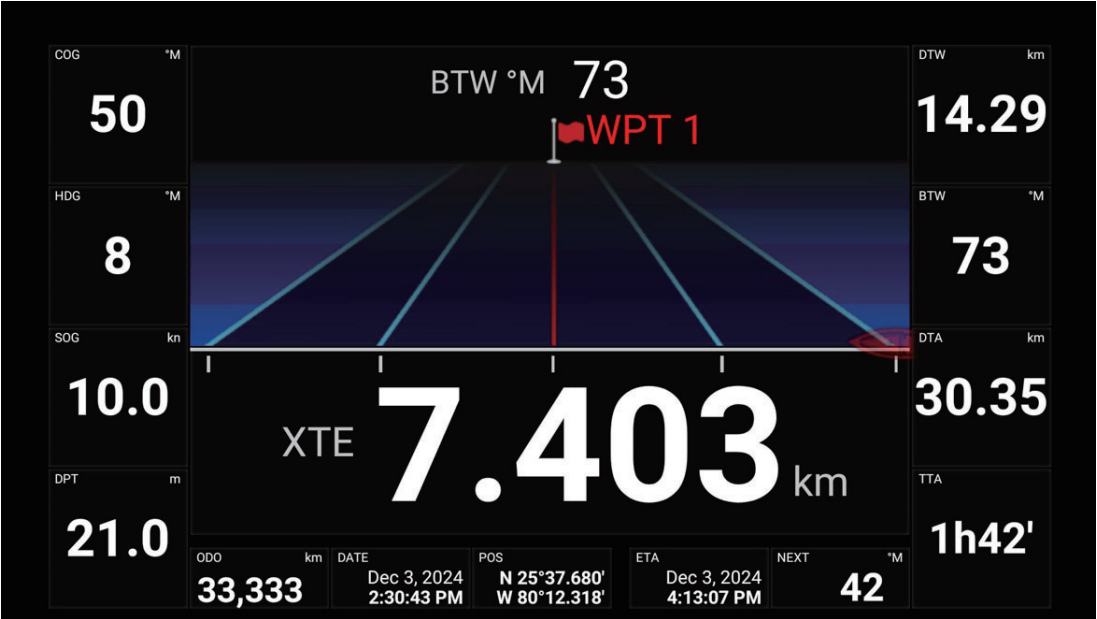 COG °M
50
HDG °M
8
SOG kn
10.0
DPT m
21.0
BTW °M 73
WPT 1
XTE 7.403 km
ODO km
33,333
DATE
Dec 3, 2024
2:30:43 PM
POS
N 25°37.680'
W 80°12.318'
ETA
Dec 3, 2024
4:13:07 PM
NEXT °M
42
DTW km
14.29
BTW °M
73
DTA km
30.35
TTA
1h42'